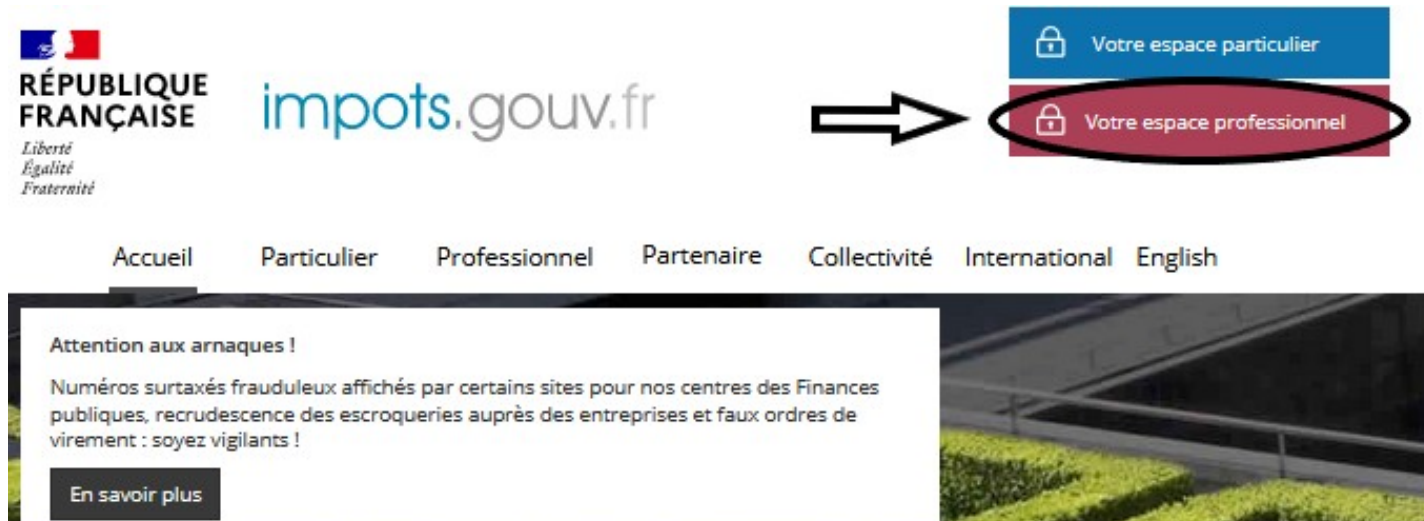 RÉPUBLIQUE
FRANÇAISE
Liberté
Égalité
Fraternité
impots.gouv.fr
Votre espace particulier
Votre espace professionnel
Accueil Particulier Professionnel Partenaire Collectivité International English
Attention aux arnaques !
Numéros surtaxés frauduleux affichés par certains sites pour nos centres des Finances
publiques, recrudescence des escroqueries auprès des entreprises et faux ordres de
virement : soyez vigilants !
En savoir plus